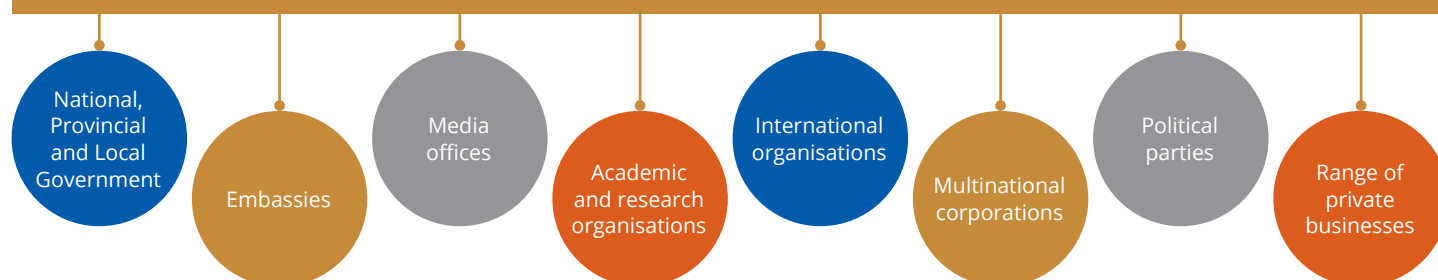 National,
Provincial
and Local
Government
Embassies
Media
offices
Academic
and research
organisations
International
organisations
Multinational
corporations
Political
parties
Range of
private
businesses